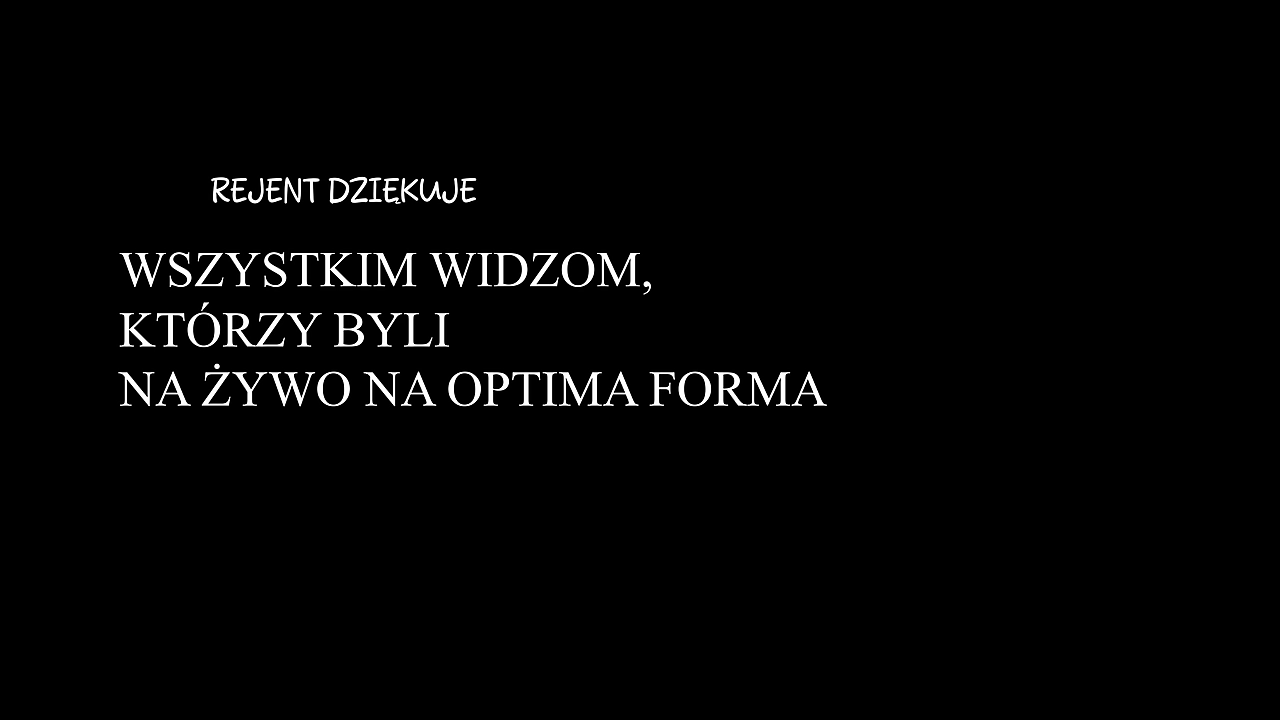 REJENT DZIĘKUJE
WSZYSTKIM WIDZOM,
KTÓRZY BYLI
NA ŻYWO NA OPTIMA FORMA